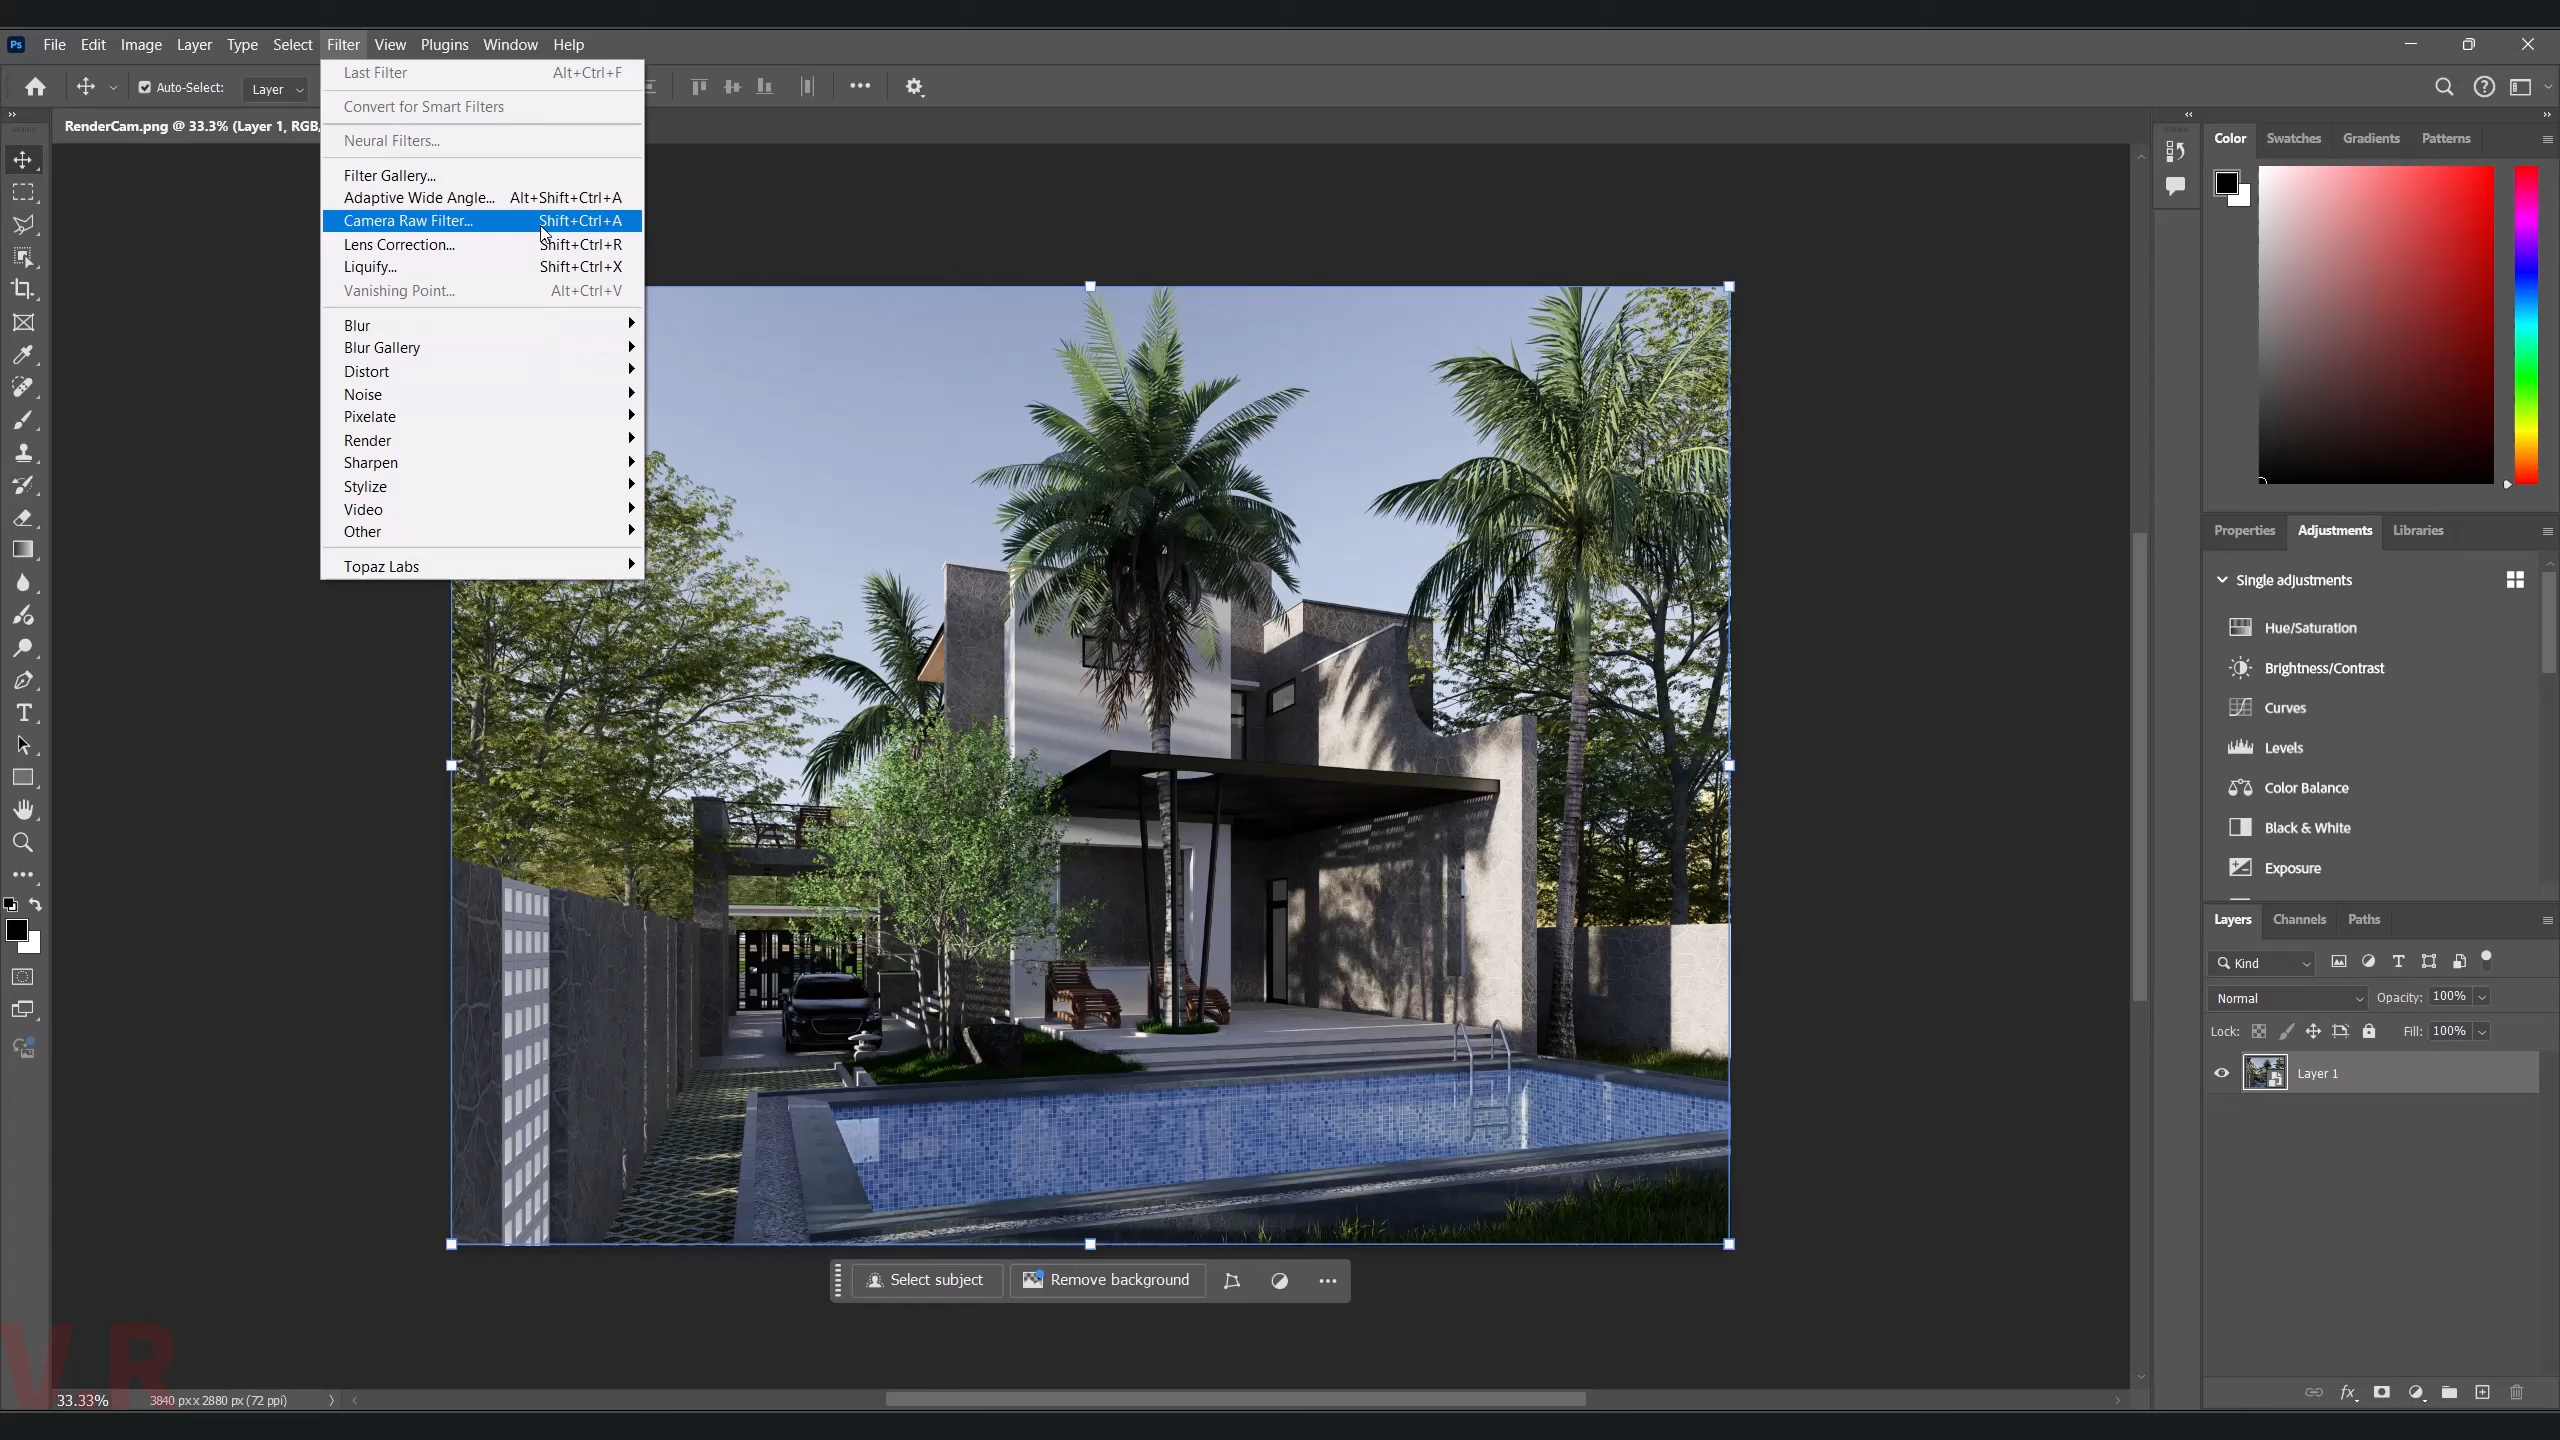 Ps File Edit Image Layer Type Select Filter View Plugins Window Help
Auto-Select: Layer
RenderCam.png @ 33.3% (Layer 1, RGB/
Last Filter Alt+Ctrl+F
Convert for Smart Filters
Neural Filters...
Filter Gallery...
Adaptive Wide Angle... Alt+Shift+Ctrl+A
Camera Raw Filter... Shift+Ctrl+A
Lens Correction... Shift+Ctrl+R
Liquify... Shift+Ctrl+X
Vanishing Point... Alt+Ctrl+V
Blur
Blur Gallery
Distort
Noise
Pixelate
Render
Sharpen
Stylize
Video
Other
Topaz Labs
Select subject Remove background
Color Swatches Gradients Patterns
Properties Adjustments Libraries
Single adjustments
Hue/Saturation
Brightness/Contrast
Curves
Levels
Color Balance
Black & White
Exposure
Layers Channels Paths
Kind
Normal Opacity: 100%
Lock: Fill: 100%
Layer 1
fx
V.R
33.33% 3840 px x 2880 px (72 ppi)